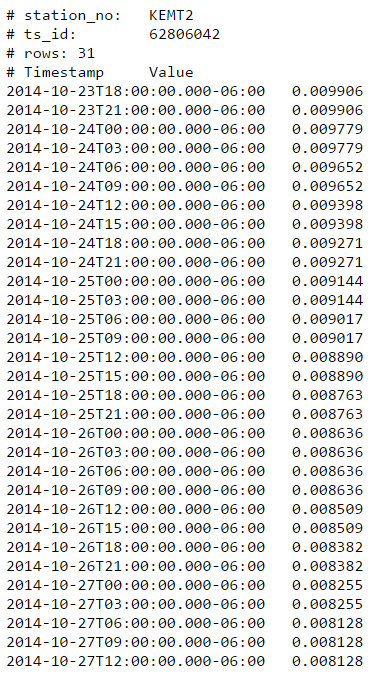 # station_no:   KEMT2
# ts_id:        62806042
# rows: 31
# Timestamp     Value
2014-10-23T18:00:00.000-06:00   0.009906
2014-10-23T21:00:00.000-06:00   0.009906
2014-10-24T00:00:00.000-06:00   0.009779
2014-10-24T03:00:00.000-06:00   0.009779
2014-10-24T06:00:00.000-06:00   0.009652
2014-10-24T09:00:00.000-06:00   0.009652
2014-10-24T12:00:00.000-06:00   0.009398
2014-10-24T15:00:00.000-06:00   0.009398
2014-10-24T18:00:00.000-06:00   0.009271
2014-10-24T21:00:00.000-06:00   0.009271
2014-10-25T00:00:00.000-06:00   0.009144
2014-10-25T03:00:00.000-06:00   0.009144
2014-10-25T06:00:00.000-06:00   0.009017
2014-10-25T09:00:00.000-06:00   0.009017
2014-10-25T12:00:00.000-06:00   0.008890
2014-10-25T15:00:00.000-06:00   0.008890
2014-10-25T18:00:00.000-06:00   0.008763
2014-10-25T21:00:00.000-06:00   0.008763
2014-10-26T00:00:00.000-06:00   0.008636
2014-10-26T03:00:00.000-06:00   0.008636
2014-10-26T06:00:00.000-06:00   0.008636
2014-10-26T09:00:00.000-06:00   0.008636
2014-10-26T12:00:00.000-06:00   0.008509
2014-10-26T15:00:00.000-06:00   0.008509
2014-10-26T18:00:00.000-06:00   0.008382
2014-10-26T21:00:00.000-06:00   0.008382
2014-10-27T00:00:00.000-06:00   0.008255
2014-10-27T03:00:00.000-06:00   0.008255
2014-10-27T06:00:00.000-06:00   0.008128
2014-10-27T09:00:00.000-06:00   0.008128
2014-10-27T12:00:00.000-06:00   0.008128